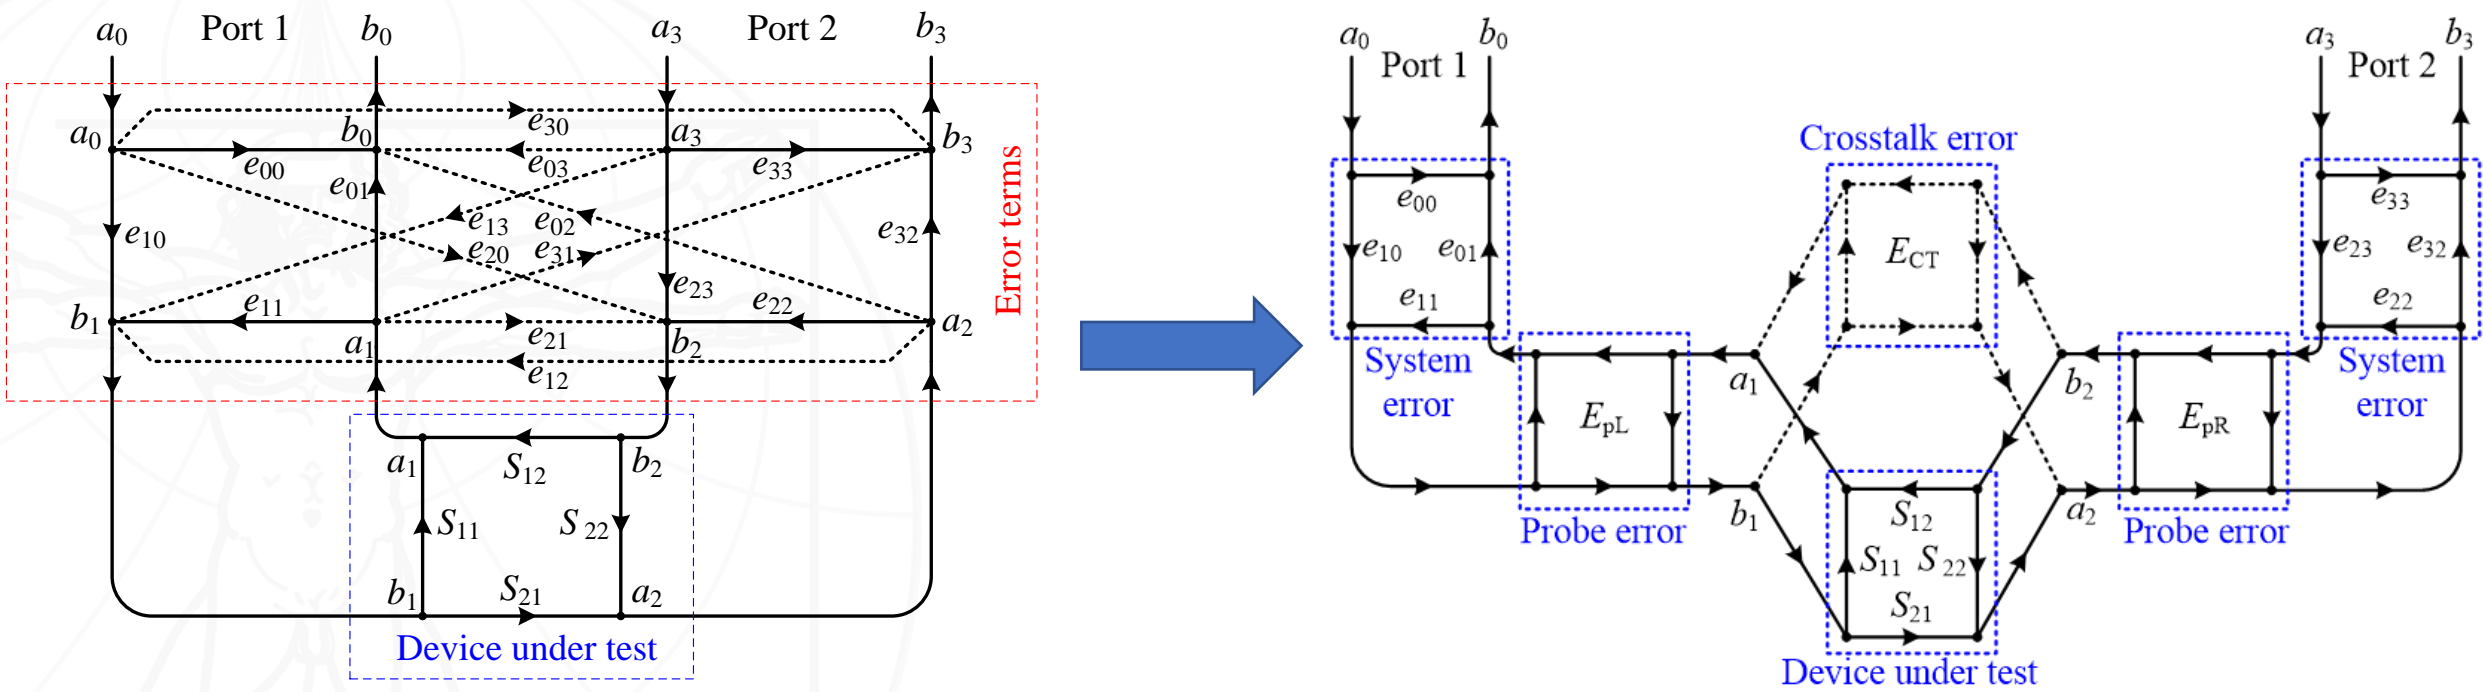 a0 Port 1 b0 a3 Port 2 b3
e30
a0 b0 a3 b3
e00 e03 e33
e01
e13 e02
e10 e20 e31 e32
e23
e11 e22
b1 a1 e21 b2 a2
e12
Error terms
a1 S12 b2
S11 S22
b1 S21 a2
Device under test
a0 Port 1 b0
e00
e10 e01
e11
System
error
EpL
Probe error
Crosstalk error
ECT
a1 b2
b1 a2
S12
S11 S22
S21
Device under test
a3 Port 2 b3
e33
e23 e32
e22
System
error
EpR
Probe error